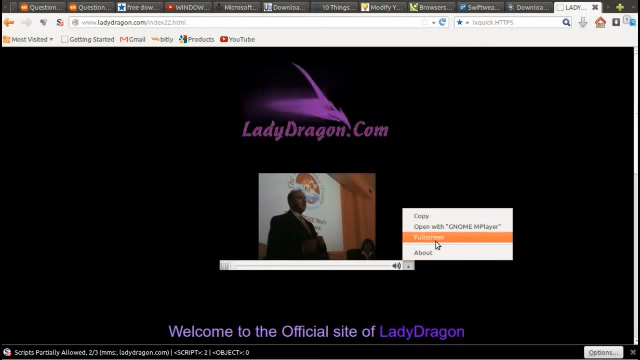 Question... Question... free dow... WINDOW... Microsoft... Downloa... 10 Things... Modify Y... Browsers... Swiftwea... Downloa... LADY...
www.ladydragon.com/index22.html
Ixquick HTTPS
Most Visited Getting Started Gmail bitly Products YouTube
LadyDragon.Com
Copy
Open with "GNOME MPlayer"
Fullscreen
About
Welcome to the Official site of LadyDragon
Scripts Partially Allowed, 2/3 (mms:, ladydragon.com) | <SCRIPT>: 2 | <OBJECT>: 0
Options...